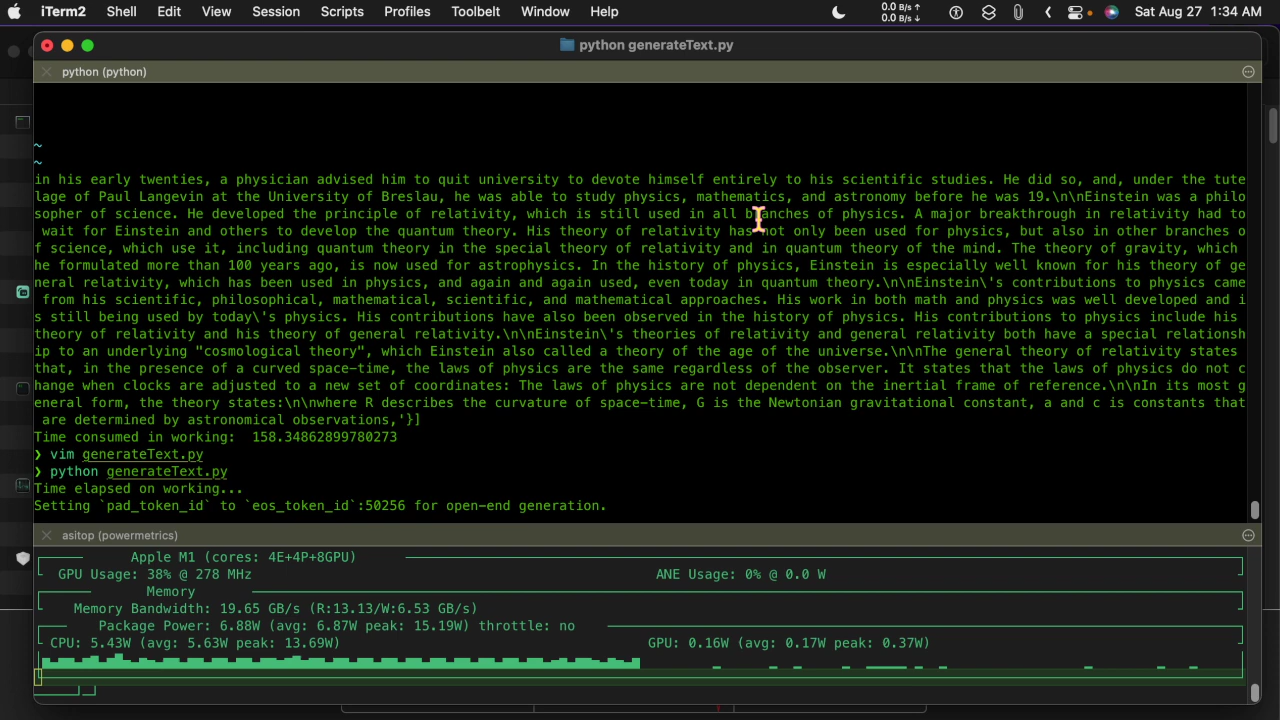 iTerm2 Shell Edit View Session Scripts Profiles Toolbelt Window Help 0.0 B/s ↑ 0.0 B/s ↓ Sat Aug 27 1:34 AM
python generateText.py
python (python)
~
~
in his early twenties, a physician advised him to quit university to devote himself entirely to his scientific studies. He did so, and, under the tute
lage of Paul Langevin at the University of Breslau, he was able to study physics, mathematics, and astronomy before he was 19.\n\nEinstein was a philo
sopher of science. He developed the principle of relativity, which is still used in all branches of physics. A major breakthrough in relativity had to
 wait for Einstein and others to develop the quantum theory. His theory of relativity has not only been used for physics, but also in other branches o
f science, which use it, including quantum theory in the special theory of relativity and in quantum theory of the mind. The theory of gravity, which
he formulated more than 100 years ago, is now used for astrophysics. In the history of physics, Einstein is especially well known for his theory of ge
neral relativity, which has been used in physics, and again and again used, even today in quantum theory.\n\nEinstein\'s contributions to physics came
 from his scientific, philosophical, mathematical, scientific, and mathematical approaches. His work in both math and physics was well developed and i
s still being used by today\'s physics. His contributions have also been observed in the history of physics. His contributions to physics include his
theory of relativity and his theory of general relativity.\n\nEinstein\'s theories of relativity and general relativity both have a special relationsh
ip to an underlying "cosmological theory", which Einstein also called a theory of the age of the universe.\n\nThe general theory of relativity states
that, in the presence of a curved space-time, the laws of physics are the same regardless of the observer. It states that the laws of physics do not c
hange when clocks are adjusted to a new set of coordinates: The laws of physics are not dependent on the inertial frame of reference.\n\nIn its most g
eneral form, the theory states:\n\nwhere R describes the curvature of space-time, G is the Newtonian gravitational constant, a and c is constants that
 are determined by astronomical observations,'}]
Time consumed in working:  158.34862899780273
❯ vim generateText.py
❯ python generateText.py
Time elapsed on working...
Setting `pad_token_id` to `eos_token_id`:50256 for open-end generation.
asitop (powermetrics)
Apple M1 (cores: 4E+4P+8GPU)
GPU Usage: 38% @ 278 MHz ANE Usage: 0% @ 0.0 W
Memory
Memory Bandwidth: 19.65 GB/s (R:13.13/W:6.53 GB/s)
Package Power: 6.88W (avg: 6.87W peak: 15.19W) throttle: no
CPU: 5.43W (avg: 5.63W peak: 13.69W) GPU: 0.16W (avg: 0.17W peak: 0.37W)